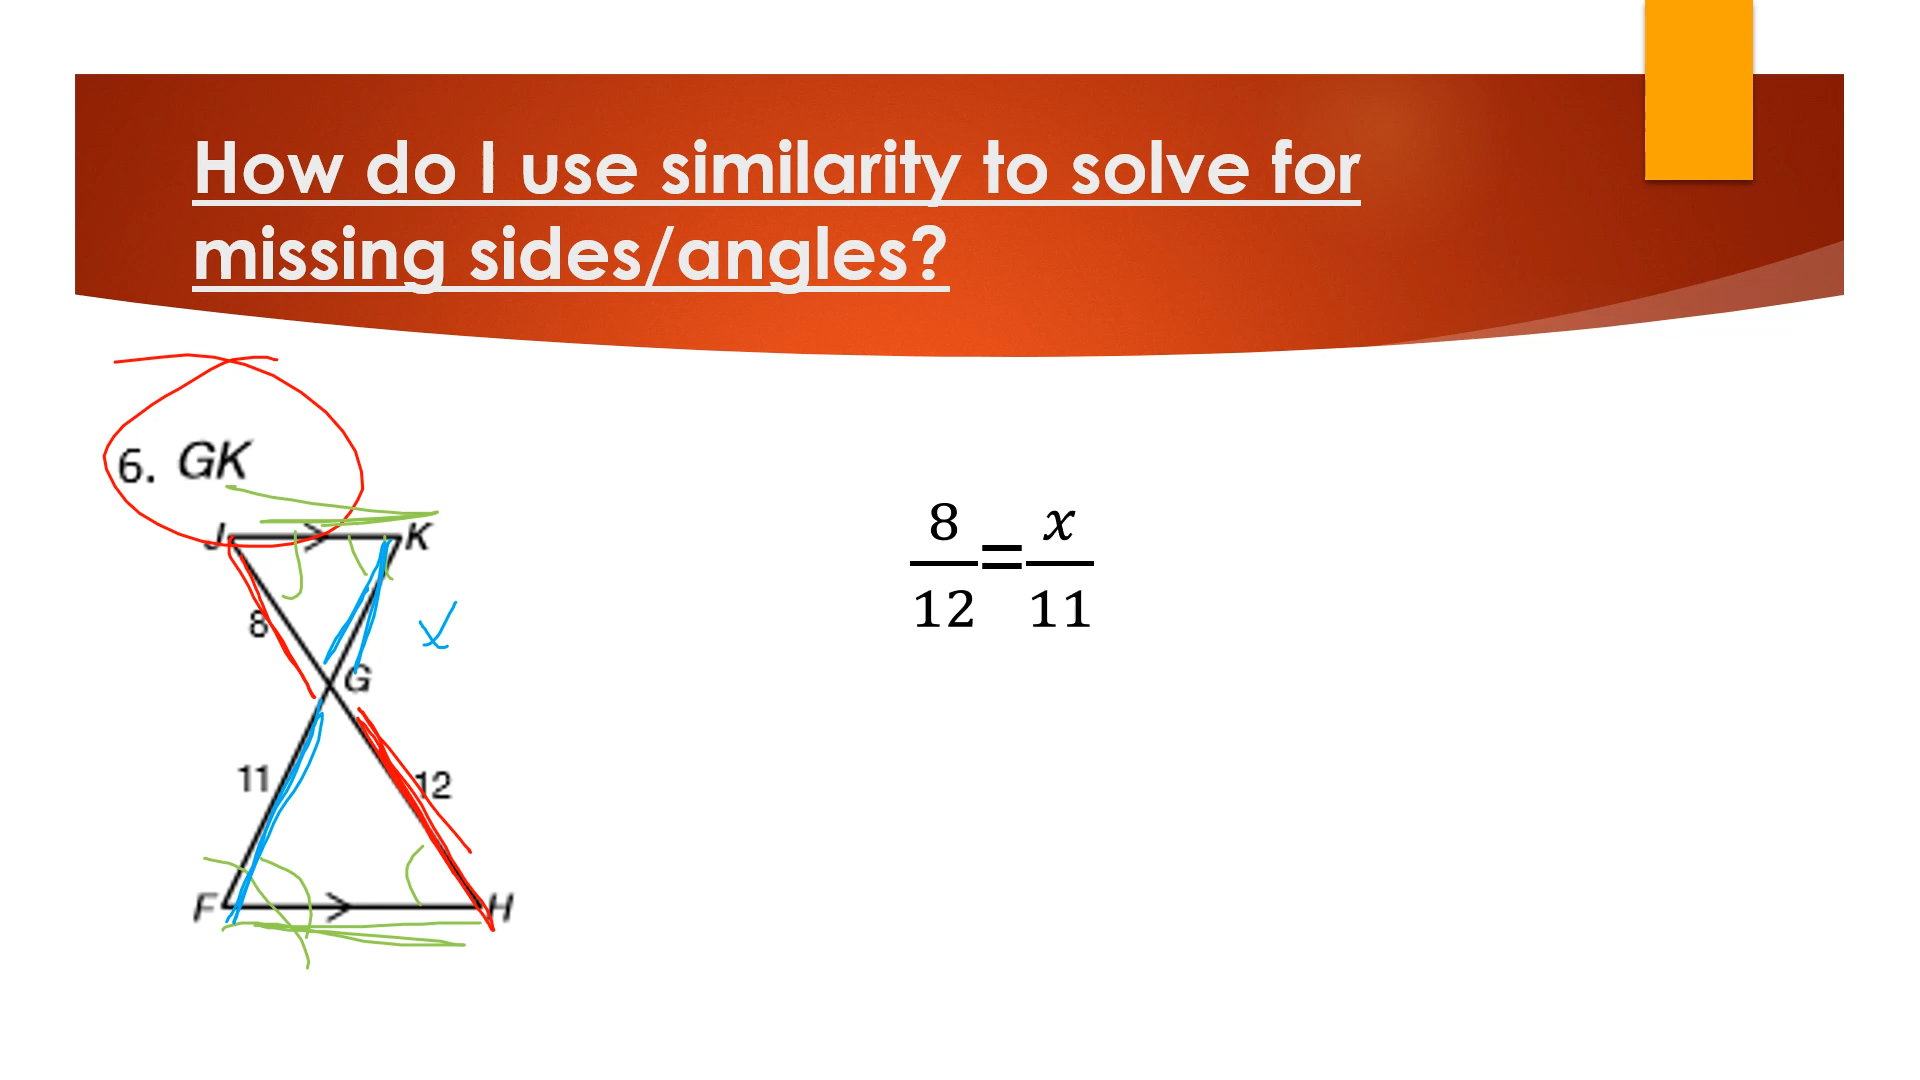 How do I use similarity to solve for
missing sides/angles?
6. GK
J K
8
x
G
11 12
F H
8/12 = x/11